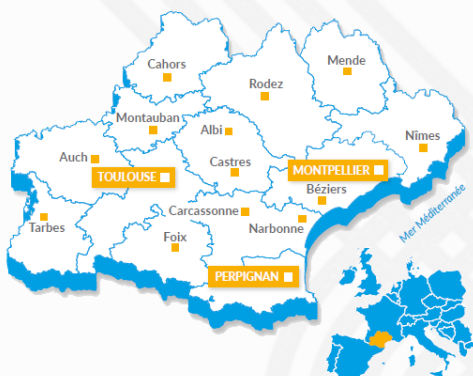 Cahors
Mende
Rodez
Montauban
Albi
Nîmes
Auch
Castres
TOULOUSE
MONTPELLIER
Béziers
Mer Méditerranée
Carcassonne
Tarbes
Narbonne
Foix
PERPIGNAN